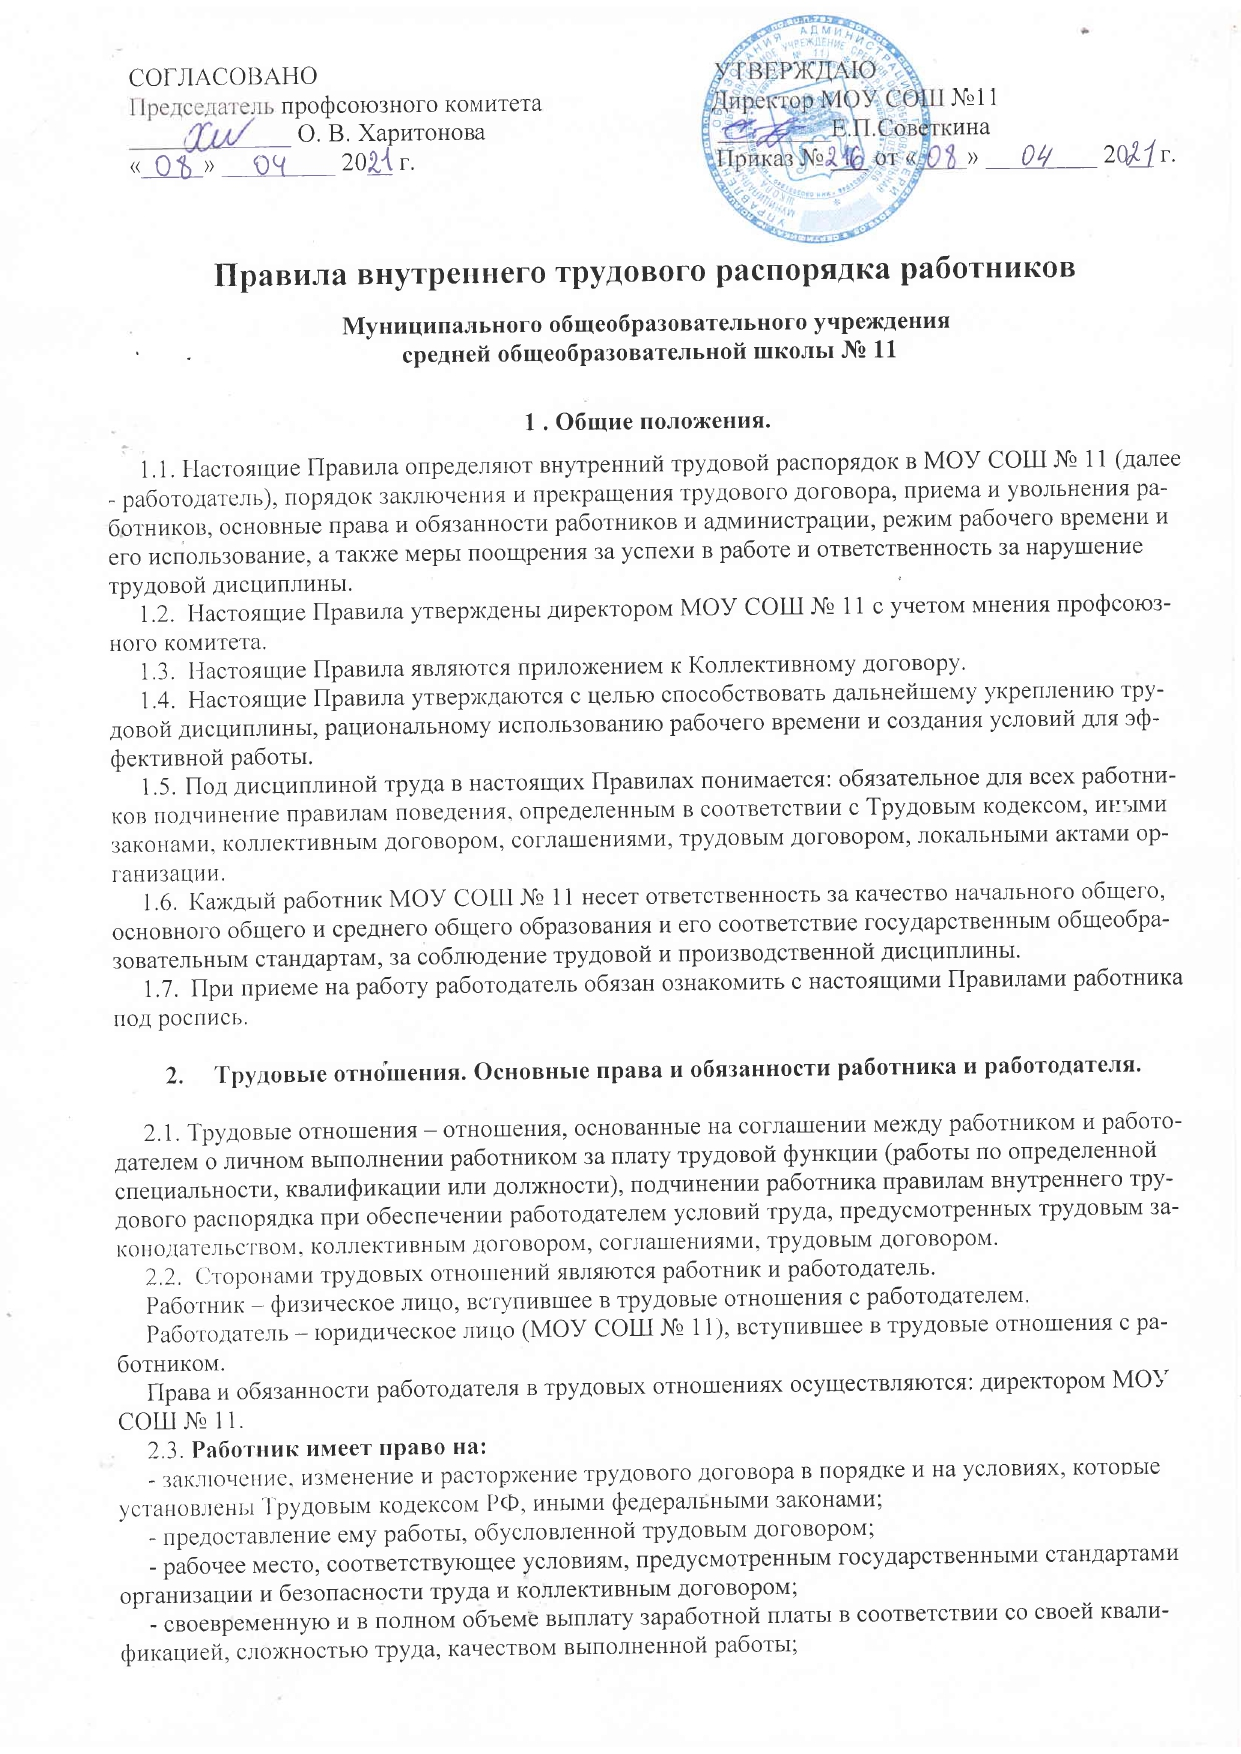 СОГЛАСОВАНО
Председатель профсоюзного комитета
О. В. Харитонова
« 08 » 04 2021 г.
УТВЕРЖДАЮ
Директор МОУ СОШ №11
Е.П.Советкина
Приказ № 216 от « 08 » 04 2021 г.
Правила внутреннего трудового распорядка работников
Муниципального общеобразовательного учреждения
средней общеобразовательной школы № 11
1 . Общие положения.
1.1. Настоящие Правила определяют внутренний трудовой распорядок в МОУ СОШ № 11 (далее
- работодатель), порядок заключения и прекращения трудового договора, приема и увольнения ра-
ботников, основные права и обязанности работников и администрации, режим рабочего времени и
его использование, а также меры поощрения за успехи в работе и ответственность за нарушение
трудовой дисциплины.
1.2. Настоящие Правила утверждены директором МОУ СОШ № 11 с учетом мнения профсоюз-
ного комитета.
1.3. Настоящие Правила являются приложением к Коллективному договору.
1.4. Настоящие Правила утверждаются с целью способствовать дальнейшему укреплению тру-
довой дисциплины, рациональному использованию рабочего времени и создания условий для эф-
фективной работы.
1.5. Под дисциплиной труда в настоящих Правилах понимается: обязательное для всех работни-
ков подчинение правилам поведения, определенным в соответствии с Трудовым кодексом, иными
законами, коллективным договором, соглашениями, трудовым договором, локальными актами ор-
ганизации.
1.6. Каждый работник МОУ СОШ № 11 несет ответственность за качество начального общего,
основного общего и среднего общего образования и его соответствие государственным общеобра-
зовательным стандартам, за соблюдение трудовой и производственной дисциплины.
1.7. При приеме на работу работодатель обязан ознакомить с настоящими Правилами работника
под роспись.
2. Трудовые отношения. Основные права и обязанности работника и работодателя.
2.1. Трудовые отношения – отношения, основанные на соглашении между работником и работо-
дателем о личном выполнении работником за плату трудовой функции (работы по определенной
специальности, квалификации или должности), подчинении работника правилам внутреннего тру-
дового распорядка при обеспечении работодателем условий труда, предусмотренных трудовым за-
конодательством, коллективным договором, соглашениями, трудовым договором.
2.2. Сторонами трудовых отношений являются работник и работодатель.
Работник – физическое лицо, вступившее в трудовые отношения с работодателем.
Работодатель – юридическое лицо (МОУ СОШ № 11), вступившее в трудовые отношения с ра-
ботником.
Права и обязанности работодателя в трудовых отношениях осуществляются: директором МОУ
СОШ № 11.
2.3. Работник имеет право на:
- заключение, изменение и расторжение трудового договора в порядке и на условиях, которые
установлены Трудовым кодексом РФ, иными федеральными законами;
- предоставление ему работы, обусловленной трудовым договором;
- рабочее место, соответствующее условиям, предусмотренным государственными стандартами
организации и безопасности труда и коллективным договором;
- своевременную и в полном объеме выплату заработной платы в соответствии со своей квали-
фикацией, сложностью труда, качеством выполненной работы;